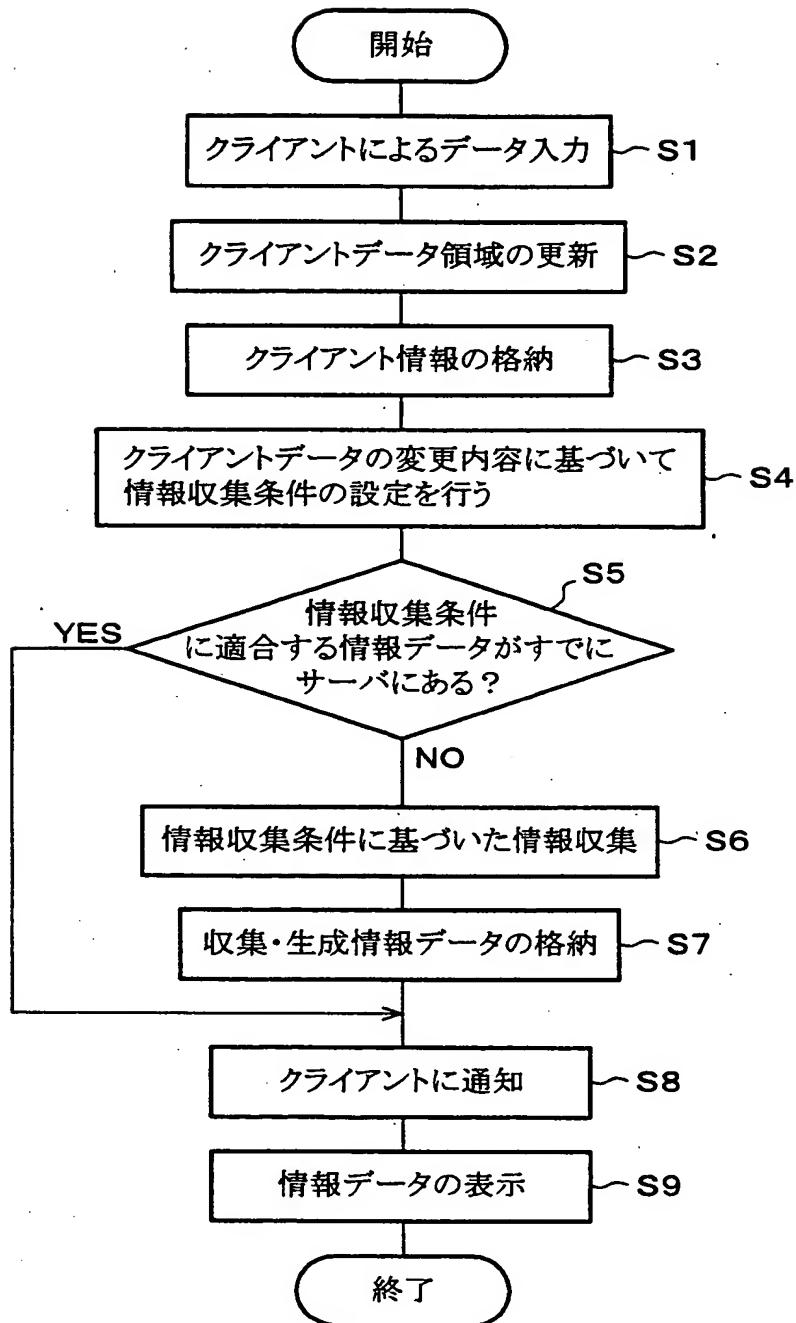 開始
クライアントによるデータ入力
S1
クライアントデータ領域の更新
S2
クライアント情報の格納
S3
クライアントデータの変更内容に基づいて
情報収集条件の設定を行う
S4
S5
情報収集条件
に適合する情報データがすでに
サーバにある?
YES
NO
情報収集条件に基づいた情報収集
S6
収集・生成情報データの格納
S7
クライアントに通知
S8
情報データの表示
S9
終了